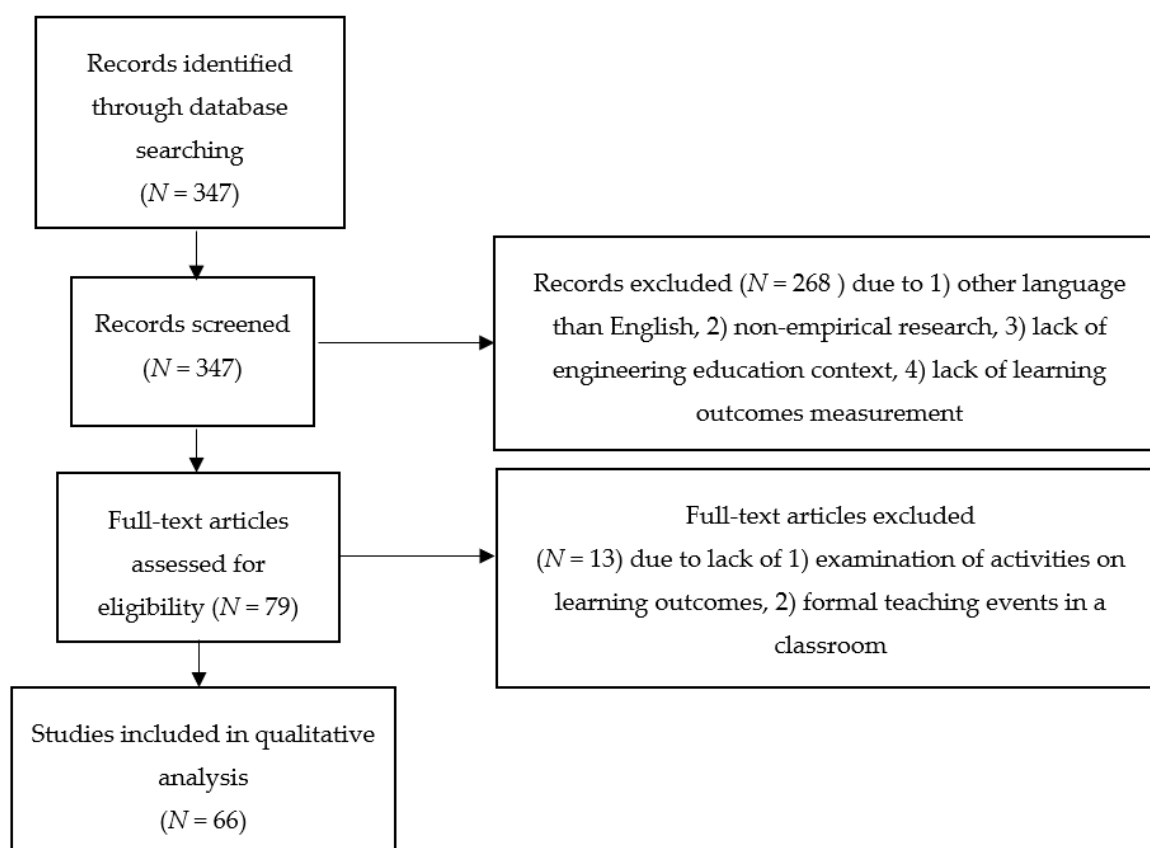 Records identified
through database
searching
(N = 347)
Records screened
(N = 347)
Records excluded (N = 268 ) due to 1) other language
than English, 2) non-empirical research, 3) lack of
engineering education context, 4) lack of learning
outcomes measurement
Full-text articles
assessed for
eligibility (N = 79)
Full-text articles excluded
(N = 13) due to lack of 1) examination of activities on
learning outcomes, 2) formal teaching events in a
classroom
Studies included in qualitative
analysis
(N = 66)